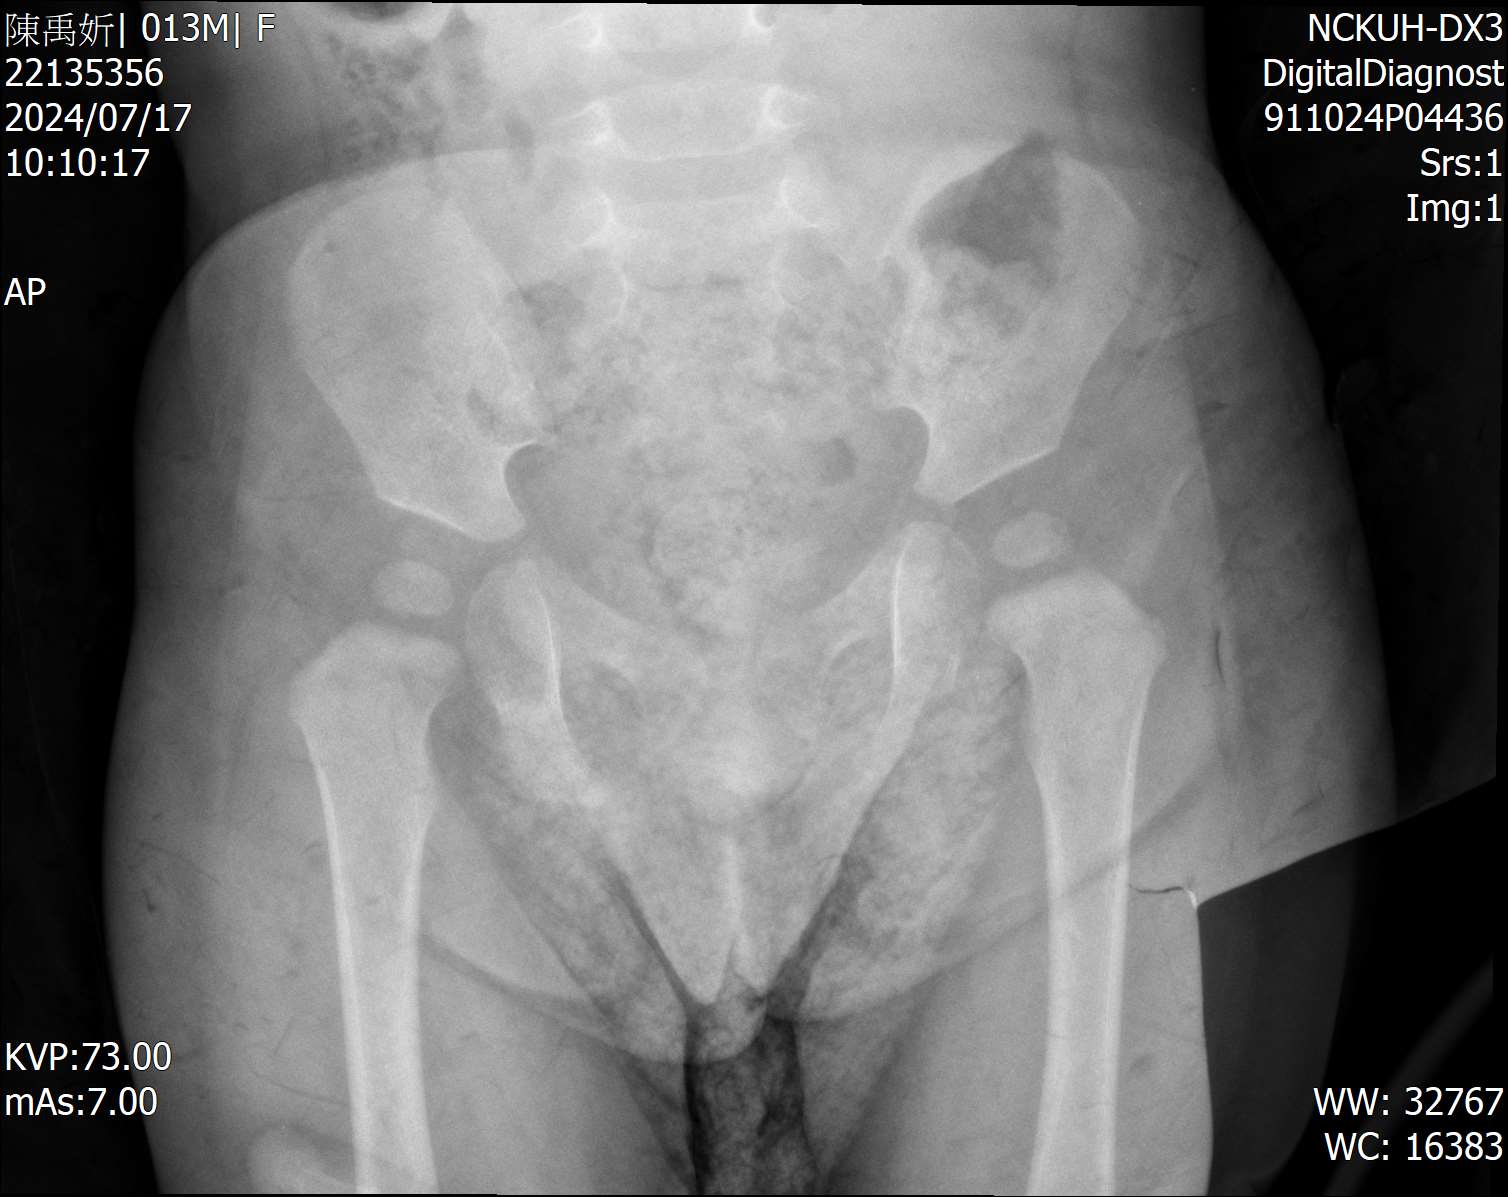 陳禹妡| 013M| F
22135356
2024/07/17
10:10:17
AP
NCKUH-DX3
DigitalDiagnost
911024P04436
Srs:1
Img:1
KVP:73.00
mAs:7.00
WW: 32767
WC: 16383